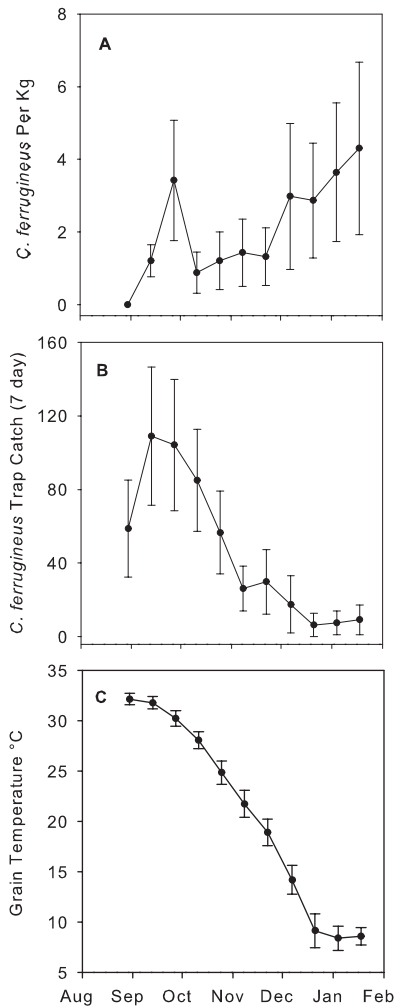 A
C. ferrugineus Per Kg
8
6
4
2
0
B
C. ferrugineus Trap Catch (7 day)
160
120
80
40
0
C
Grain Temperature °C
35
30
25
20
15
10
5
Aug Sep Oct Nov Dec Jan Feb